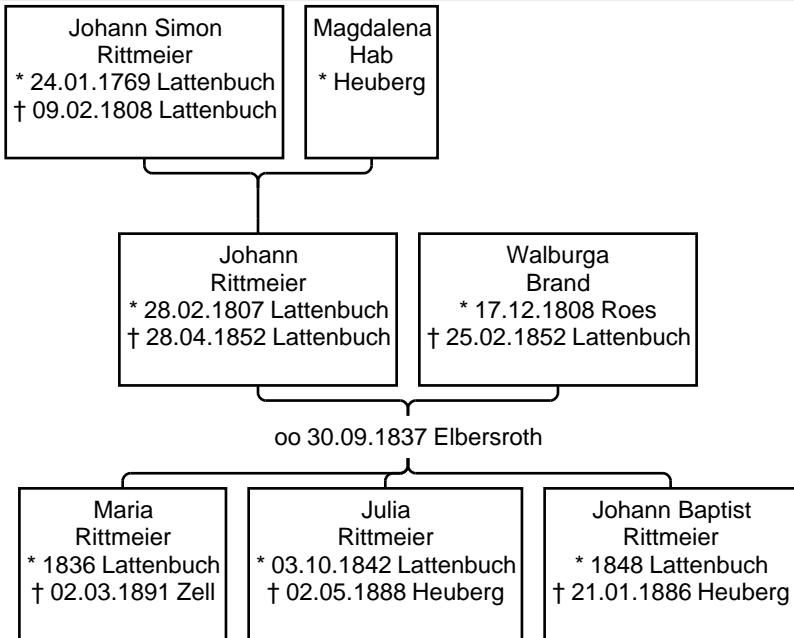 Johann Simon
Rittmeier
* 24.01.1769 Lattenbuch
† 09.02.1808 Lattenbuch
Magdalena
Hab
* Heuberg
Johann
Rittmeier
* 28.02.1807 Lattenbuch
† 28.04.1852 Lattenbuch
Walburga
Brand
* 17.12.1808 Roes
† 25.02.1852 Lattenbuch
oo 30.09.1837 Elbersroth
Maria
Rittmeier
* 1836 Lattenbuch
† 02.03.1891 Zell
Julia
Rittmeier
* 03.10.1842 Lattenbuch
† 02.05.1888 Heuberg
Johann Baptist
Rittmeier
* 1848 Lattenbuch
† 21.01.1886 Heuberg